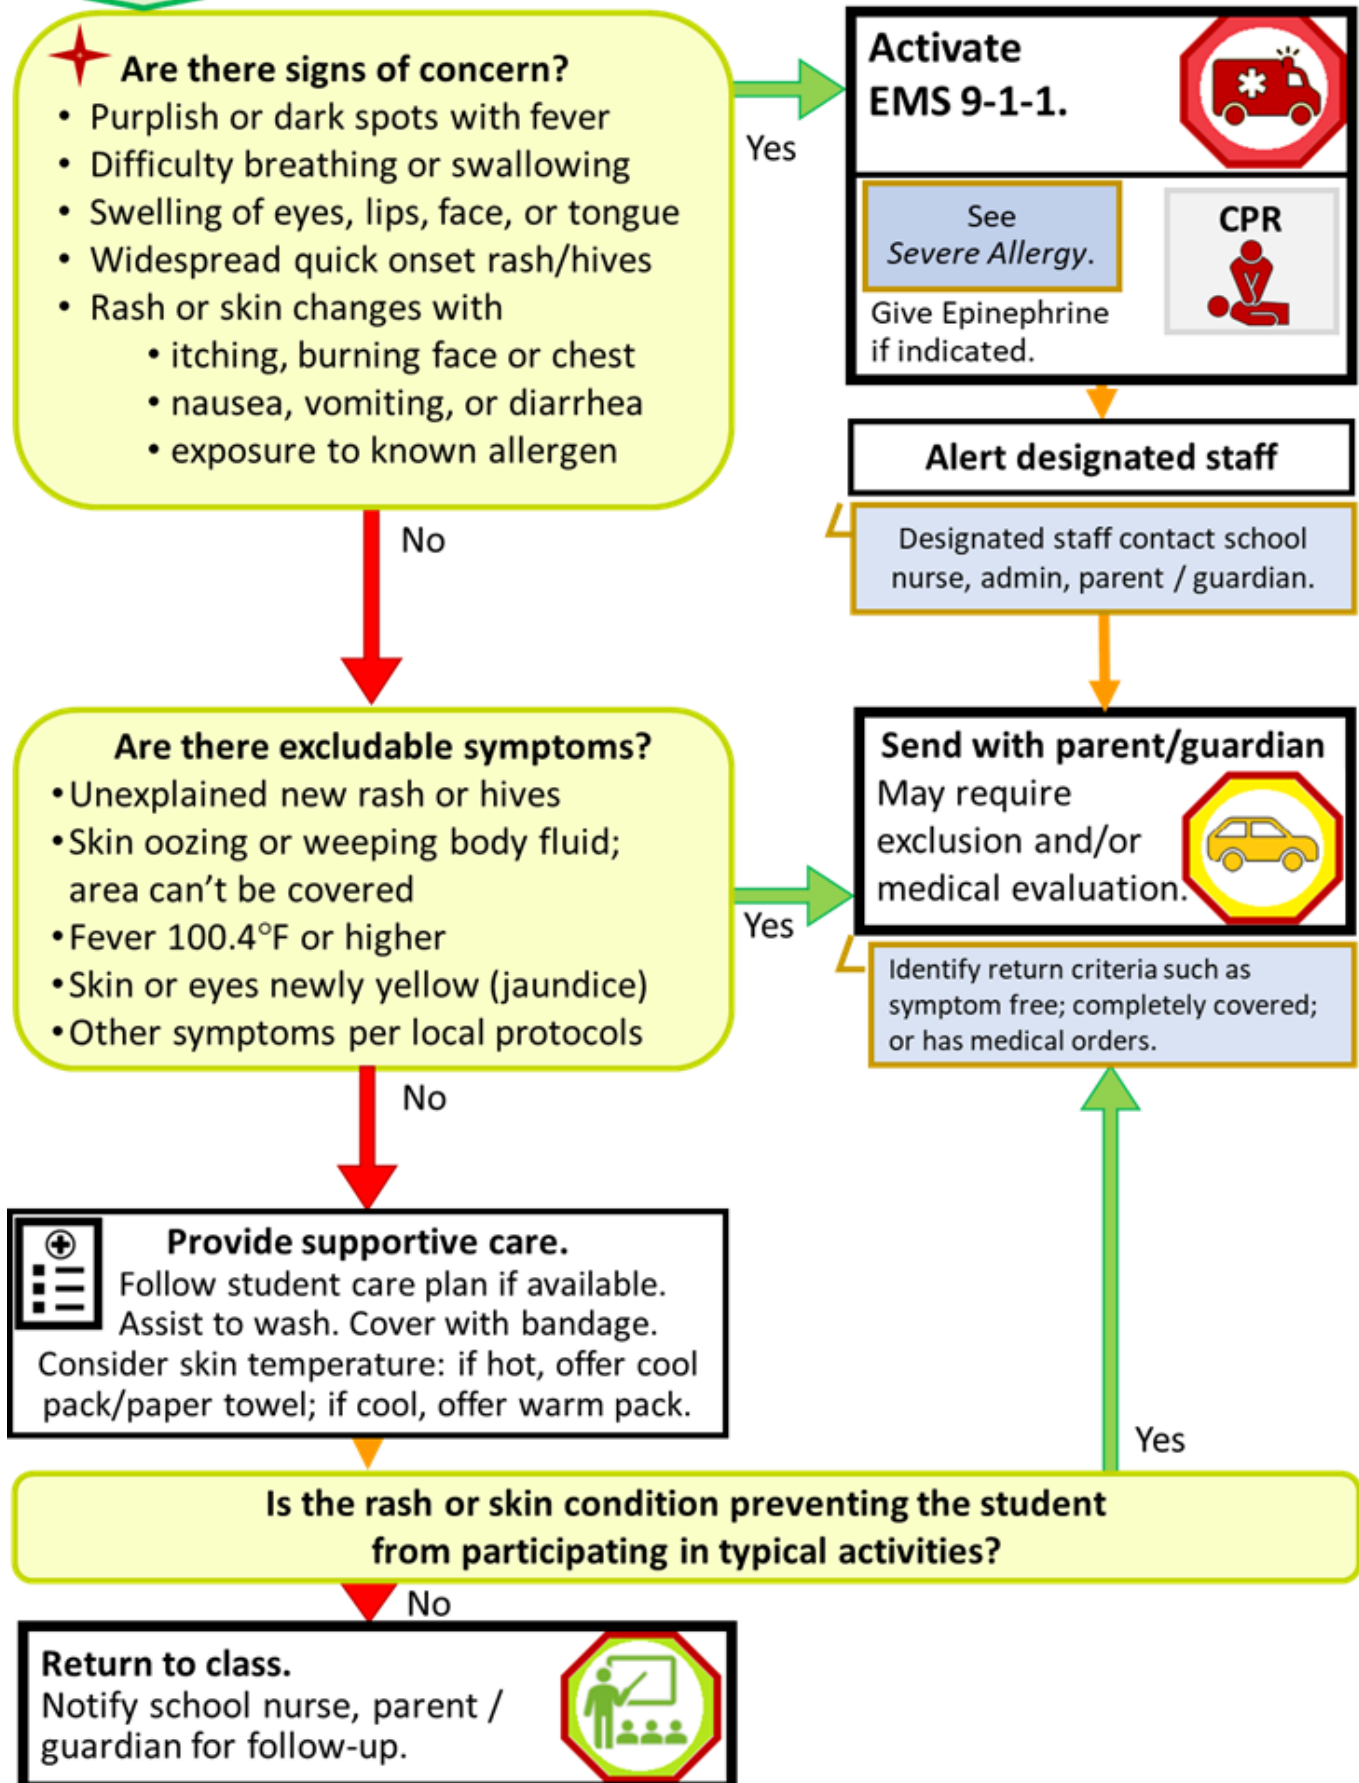 Are there signs of concern?
• Purplish or dark spots with fever
• Difficulty breathing or swallowing
• Swelling of eyes, lips, face, or tongue
• Widespread quick onset rash/hives
• Rash or skin changes with
• itching, burning face or chest
• nausea, vomiting, or diarrhea
• exposure to known allergen
Yes
Activate
EMS 9-1-1.
See
Severe Allergy.
Give Epinephrine
if indicated.
CPR
Alert designated staff
Designated staff contact school
nurse, admin, parent / guardian.
No
Are there excludable symptoms?
• Unexplained new rash or hives
• Skin oozing or weeping body fluid;
area can't be covered
• Fever 100.4°F or higher
• Skin or eyes newly yellow (jaundice)
• Other symptoms per local protocols
Yes
Send with parent/guardian
May require
exclusion and/or
medical evaluation.
Identify return criteria such as
symptom free; completely covered;
or has medical orders.
No
Provide supportive care.
Follow student care plan if available.
Assist to wash. Cover with bandage.
Consider skin temperature: if hot, offer cool
pack/paper towel; if cool, offer warm pack.
Yes
Is the rash or skin condition preventing the student
from participating in typical activities?
No
Return to class.
Notify school nurse, parent /
guardian for follow-up.